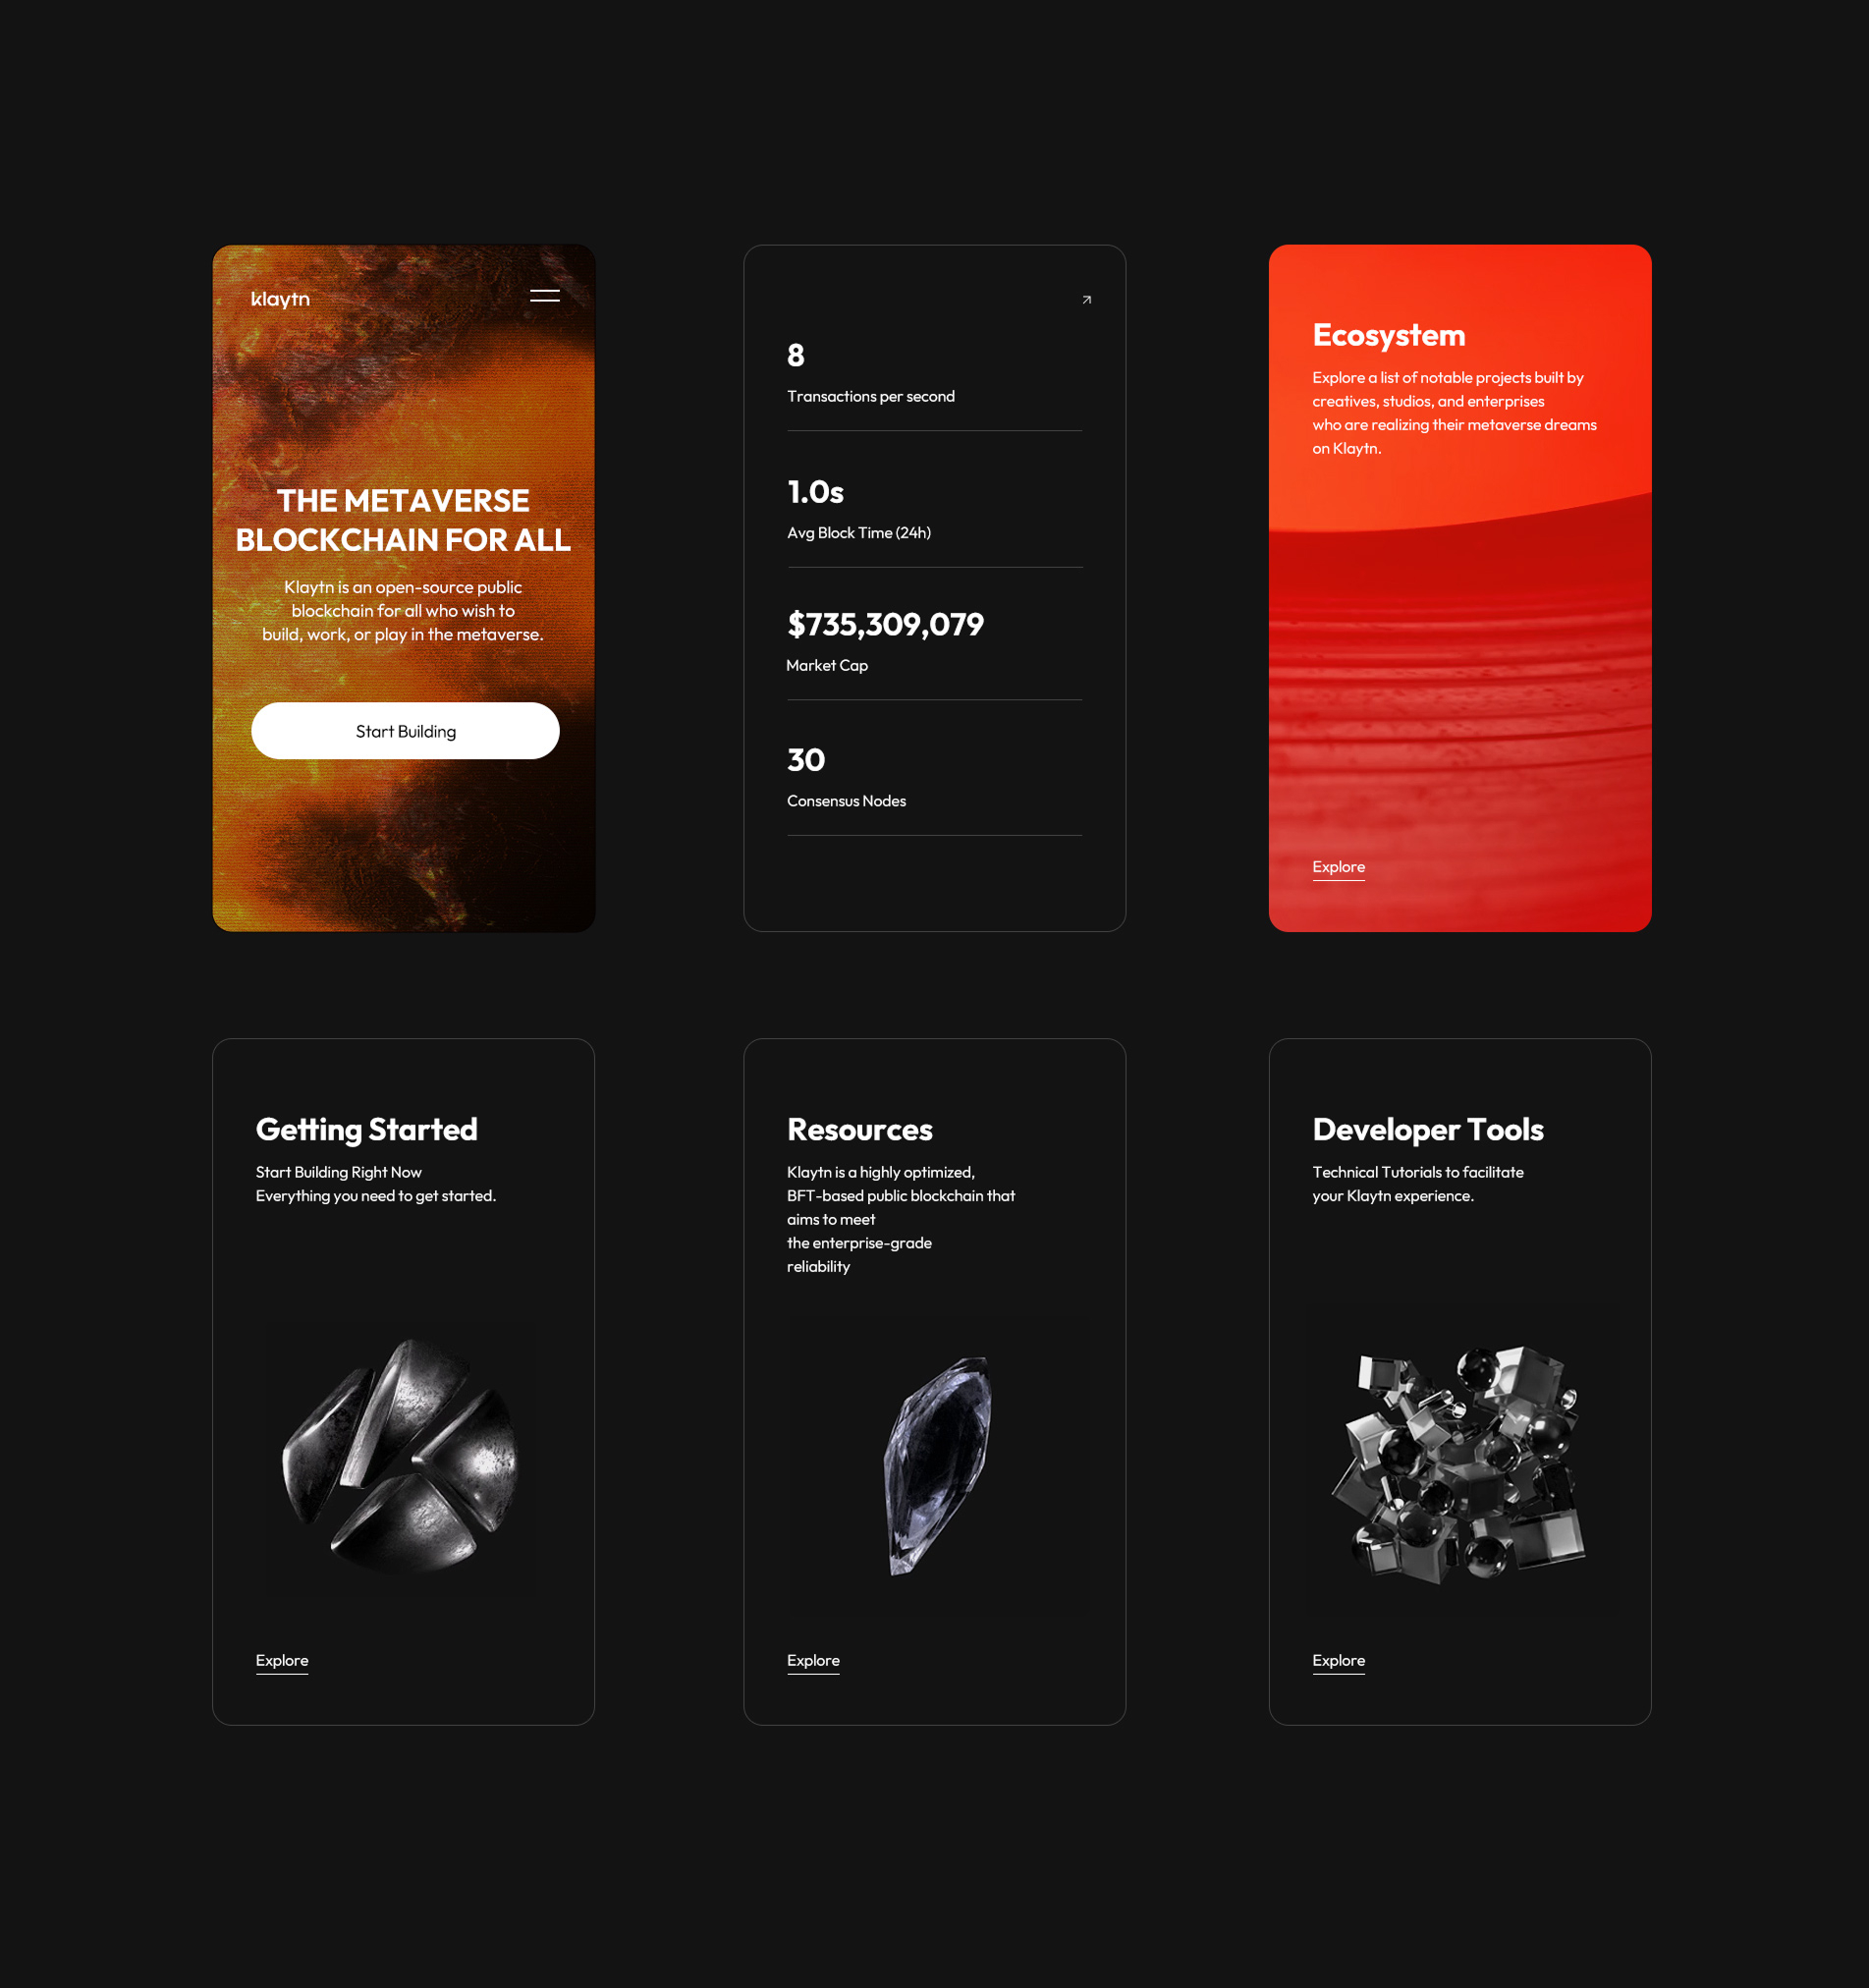 klaytn
THE METAVERSE
BLOCKCHAIN FOR ALL
Klaytn is an open-source public
blockchain for all who wish to
build, work, or play in the metaverse.
Start Building
8
Transactions per second
1.0s
Avg Block Time (24h)
$735,309,079
Market Cap
30
Consensus Nodes
Ecosystem
Explore a list of notable projects built by
creatives, studios, and enterprises
who are realizing their metaverse dreams
on Klaytn.
Explore
Getting Started
Start Building Right Now
Everything you need to get started.
Explore
Resources
Klaytn is a highly optimized,
BFT-based public blockchain that
aims to meet
the enterprise-grade
reliability
Explore
Developer Tools
Technical Tutorials to facilitate
your Klaytn experience.
Explore